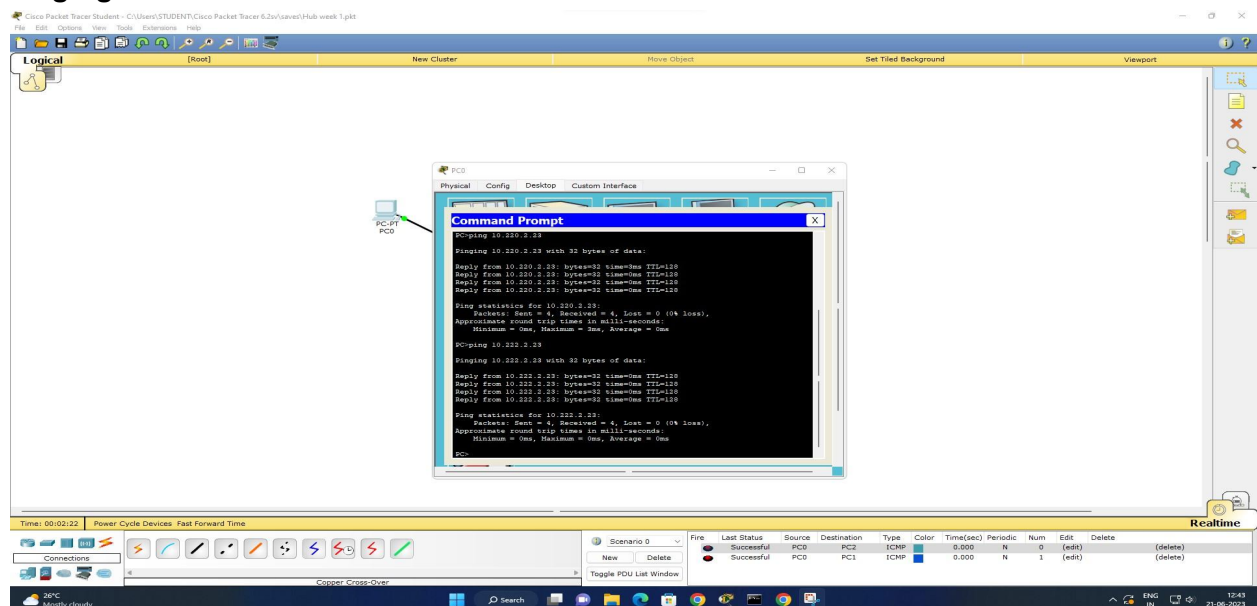 Cisco Packet Tracer Student - C:\Users\STUDENT\Cisco Packet Tracer 6.2sv\saves\Hub week 1.pkt
File Edit Options View Tools Extensions Help
Logical [Root] New Cluster Move Object Set Tiled Background Viewport
PC0
Physical Config Desktop Custom Interface
PC-PT
PC0
Command Prompt X
PC>ping 10.220.2.23
Pinging 10.220.2.23 with 32 bytes of data:
Reply from 10.220.2.23: bytes=32 time=3ms TTL=128
Reply from 10.220.2.23: bytes=32 time=0ms TTL=128
Reply from 10.220.2.23: bytes=32 time=0ms TTL=128
Reply from 10.220.2.23: bytes=32 time=0ms TTL=128
Ping statistics for 10.220.2.23:
Packets: Sent = 4, Received = 4, Lost = 0 (0% loss),
Approximate round trip times in milli-seconds:
Minimum = 0ms, Maximum = 3ms, Average = 0ms
PC>ping 10.222.2.23
Pinging 10.222.2.23 with 32 bytes of data:
Reply from 10.222.2.23: bytes=32 time=0ms TTL=128
Reply from 10.222.2.23: bytes=32 time=0ms TTL=128
Reply from 10.222.2.23: bytes=32 time=0ms TTL=128
Reply from 10.222.2.23: bytes=32 time=0ms TTL=128
Ping statistics for 10.222.2.23:
Packets: Sent = 4, Received = 4, Lost = 0 (0% loss),
Approximate round trip times in milli-seconds:
Minimum = 0ms, Maximum = 0ms, Average = 0ms
PC>
Time: 00:02:22 Power Cycle Devices Fast Forward Time Realtime
Connections
Copper Cross-Over
Scenario 0
New Delete
Toggle PDU List Window
Fire Last Status Source Destination Type Color Time(sec) Periodic Num Edit Delete
Successful PC0 PC2 ICMP 0.000 N 0 (edit) (delete)
Successful PC0 PC1 ICMP 0.000 N 1 (edit) (delete)
26°C
Mostly cloudy
Search
ENG
IN
12:43
21-06-2023